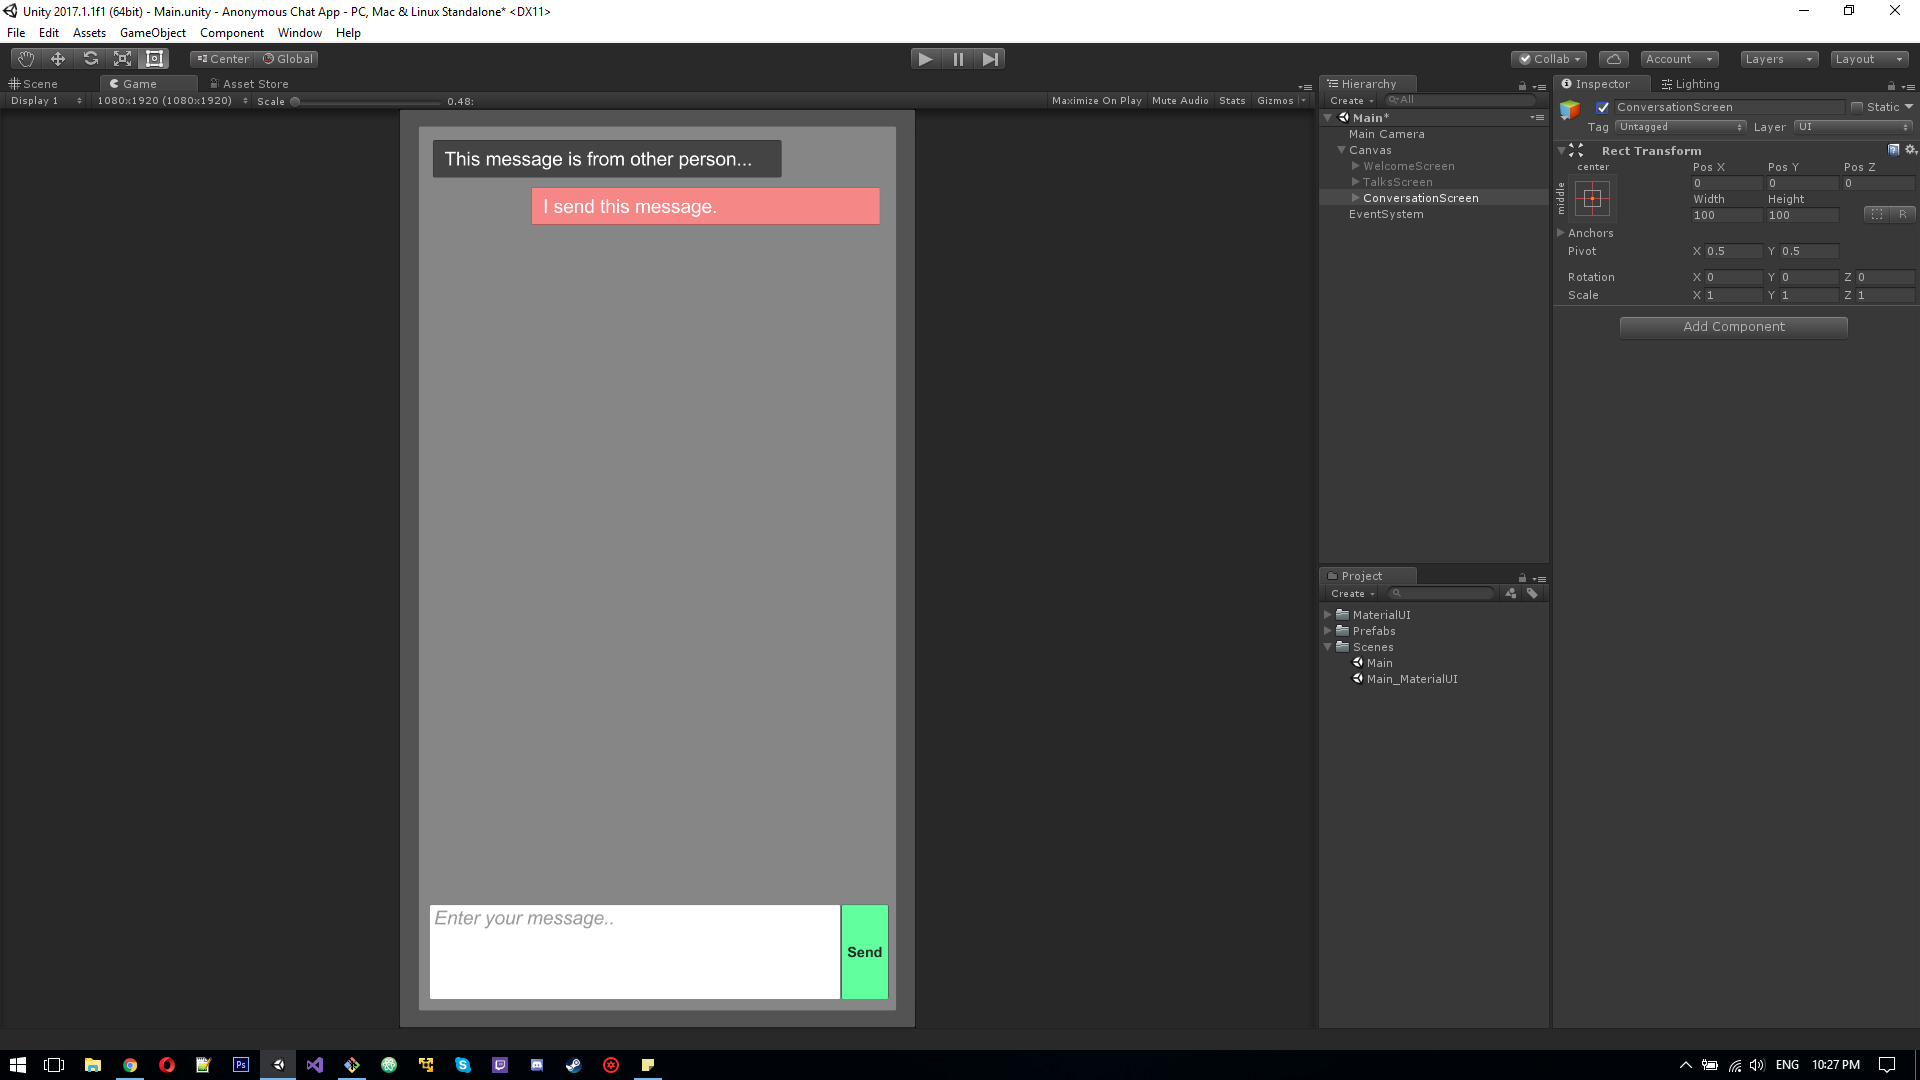 Unity 2017.1.1f1 (64bit) - Main.unity - Anonymous Chat App - PC, Mac & Linux Standalone* <DX11>
File Edit Assets GameObject Component Window Help
Center Global Collab Account Layers Layout
Scene Game Asset Store
Display 1 1080x1920 (1080x1920) Scale 0.48: Maximize On Play Mute Audio Stats Gizmos
This message is from other person...
I send this message.
Enter your message..
Send
Hierarchy
Create All
Main*
Main Camera
Canvas
WelcomeScreen
TalksScreen
ConversationScreen
EventSystem
Project
Create
MaterialUI
Prefabs
Scenes
Main
Main_MaterialUI
Inspector Lighting
ConversationScreen Static
Tag Untagged Layer UI
Rect Transform
center Pos X Pos Y Pos Z
middle 0 0 0
Width Height
100 100 R
Anchors
Pivot X 0.5 Y 0.5
Rotation X 0 Y 0 Z 0
Scale X 1 Y 1 Z 1
Add Component
Ps ENG 10:27 PM